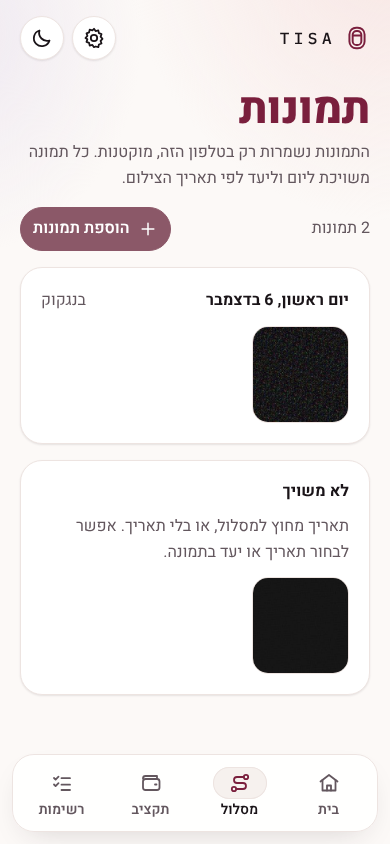 TISA
תמונות
התמונות נשמרות רק בטלפון הזה, מוקטנות. כל תמונה
משויכת ליום וליעד לפי תאריך הצילום.
2 תמונות
הוספת תמונות
יום ראשון, 6 בדצמבר
בנגקוק
לא משויך
תאריך מחוץ למסלול, או בלי תאריך. אפשר
לבחור תאריך או יעד בתמונה.
בית
מסלול
תקציב
רשימות